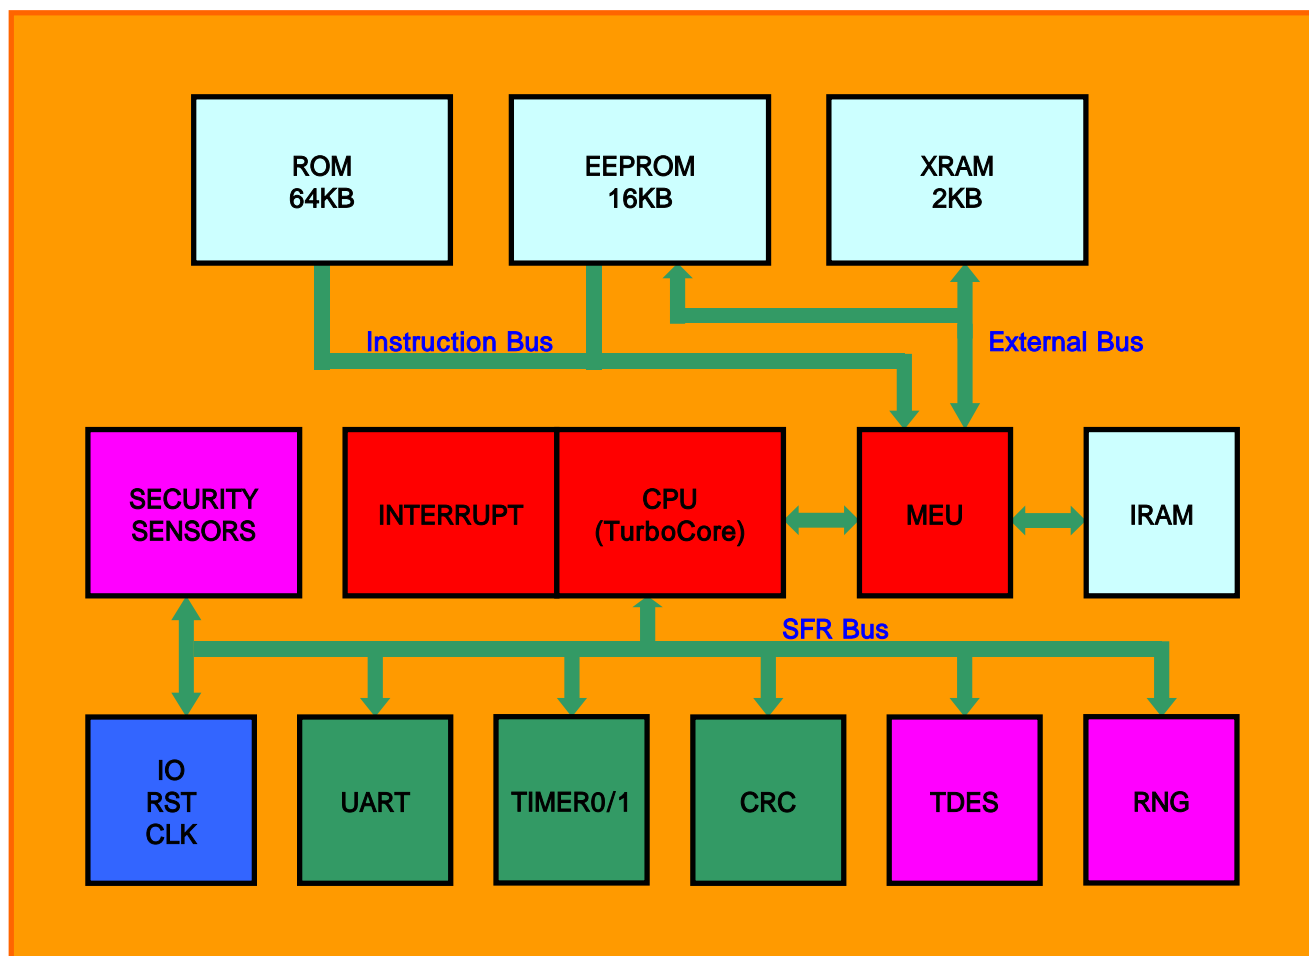 ROM
64KB
EEPROM
16KB
XRAM
2KB
Instruction Bus
External Bus
SECURITY
SENSORS
INTERRUPT
CPU
(TurboCore)
MEU
IRAM
SFR Bus
IO
RST
CLK
UART
TIMER0/1
CRC
TDES
RNG